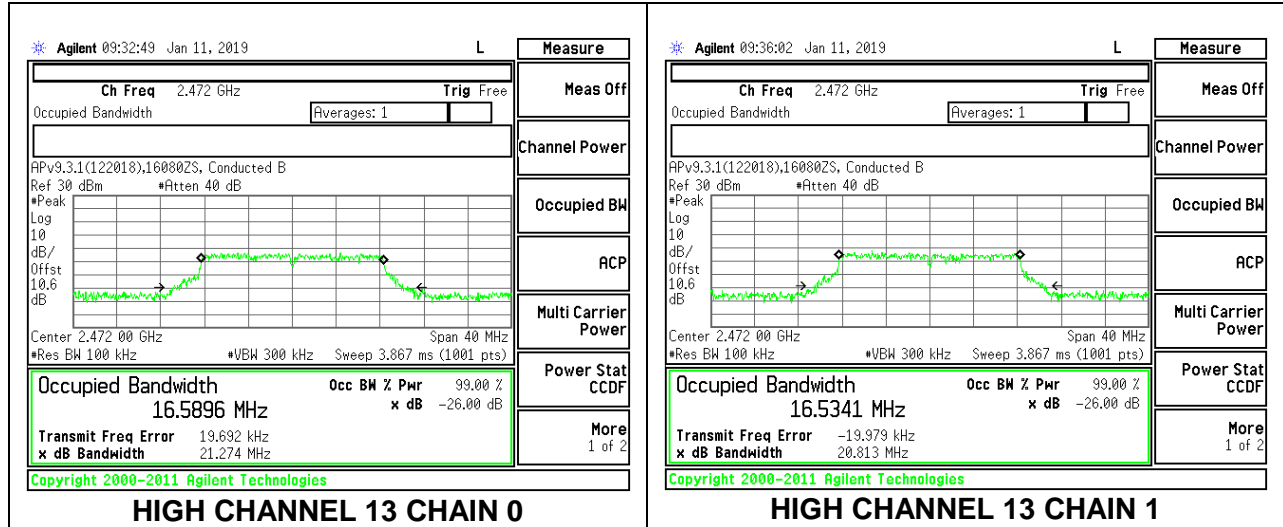 Agilent 09:32:49 Jan 11, 2019 L
Measure
Ch Freq 2.472 GHz Trig Free
Occupied Bandwidth Averages: 1
APv9.3.1(122018),16080ZS, Conducted B
Ref 30 dBm #Atten 40 dB
#Peak
Log
10
dB/
Offst
10.6
dB
Center 2.472 00 GHz Span 40 MHz
#Res BW 100 kHz #VBW 300 kHz Sweep 3.867 ms (1001 pts)
Occupied Bandwidth Occ BW % Pwr 99.00 %
16.5896 MHz x dB -26.00 dB
Transmit Freq Error 19.692 kHz
x dB Bandwidth 21.274 MHz
Copyright 2000-2011 Agilent Technologies
Meas Off
Channel Power
Occupied BW
ACP
Multi Carrier
Power
Power Stat
CCDF
More
1 of 2
HIGH CHANNEL 13 CHAIN 0
Agilent 09:36:02 Jan 11, 2019 L
Measure
Ch Freq 2.472 GHz Trig Free
Occupied Bandwidth Averages: 1
APv9.3.1(122018),16080ZS, Conducted B
Ref 30 dBm #Atten 40 dB
#Peak
Log
10
dB/
Offst
10.6
dB
Center 2.472 00 GHz Span 40 MHz
#Res BW 100 kHz #VBW 300 kHz Sweep 3.867 ms (1001 pts)
Occupied Bandwidth Occ BW % Pwr 99.00 %
16.5341 MHz x dB -26.00 dB
Transmit Freq Error -19.979 kHz
x dB Bandwidth 20.813 MHz
Copyright 2000-2011 Agilent Technologies
Meas Off
Channel Power
Occupied BW
ACP
Multi Carrier
Power
Power Stat
CCDF
More
1 of 2
HIGH CHANNEL 13 CHAIN 1